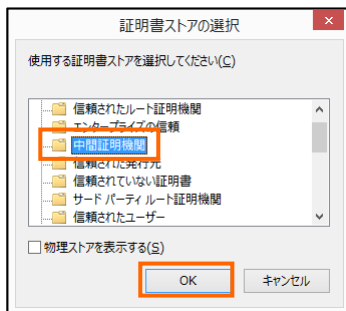 証明書ストアの選択
使用する証明書ストアを選択してください(C)
信頼されたルート証明機関
エンタープライズの信頼
中間証明機関
信頼された発行元
信頼されていない証明書
サード パーティ ルート証明機関
信頼されたユーザー
物理ストアを表示する(S)
OK
キャンセル